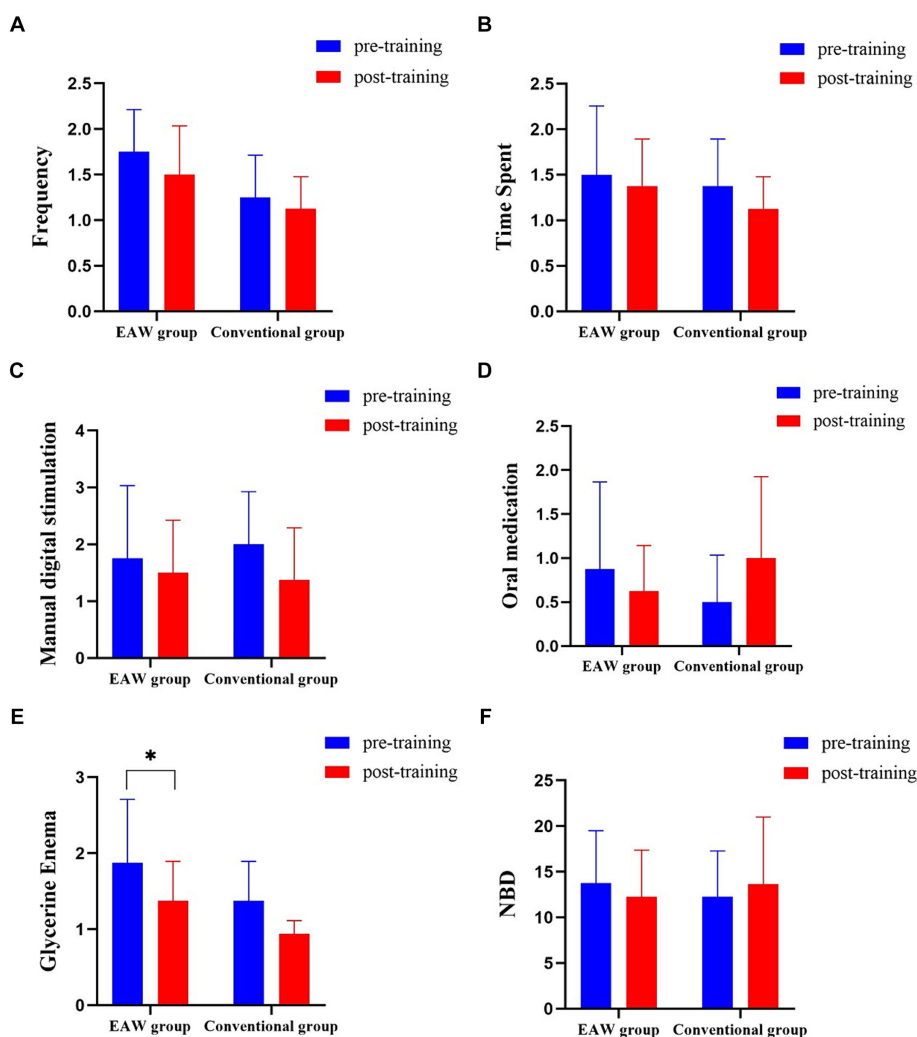 A
pre-training
post-training
Frequency
2.5
2.0
1.5
1.0
0.5
0.0
EAW group Conventional group
B
pre-training
post-training
Time Spent
2.5
2.0
1.5
1.0
0.5
0.0
EAW group Conventional group
C
pre-training
post-training
Manual digital stimulation
4
3
2
1
0
EAW group Conventional group
D
pre-training
post-training
Oral medication
2.5
2.0
1.5
1.0
0.5
0.0
EAW group Conventional group
E
pre-training
post-training
*
Glycerine Enema
3
2
1
0
EAW group Conventional group
F
pre-training
post-training
NBD
25
20
15
10
5
0
EAW group Conventional group